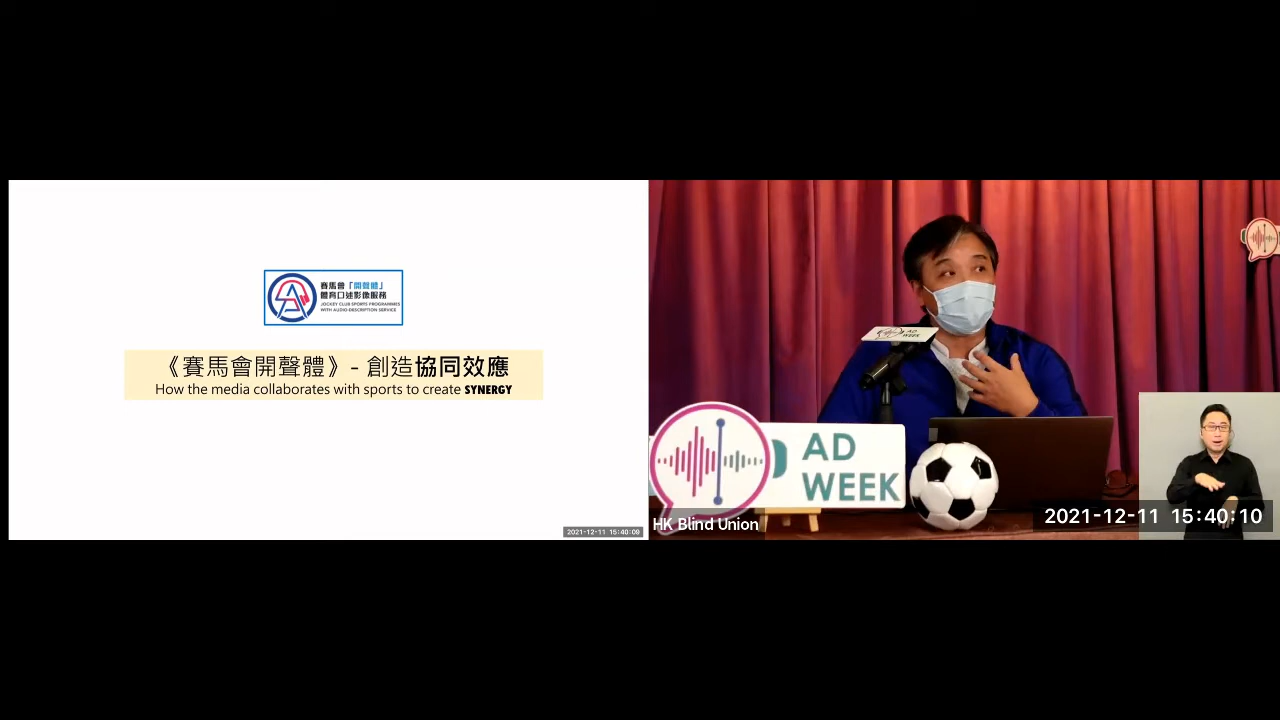 賽馬會「開聲體」
體育口述影像服務
JOCKEY CLUB SPORTS PROGRAMMES
WITH AUDIO DESCRIPTION SERVICE
《賽馬會開聲體》- 創造協同效應
How the media collaborates with sports to create SYNERGY
2021-12-11 15:40:09
AD
WEEK
AD
WEEK
HK Blind Union
2021-12-11 15:40:10